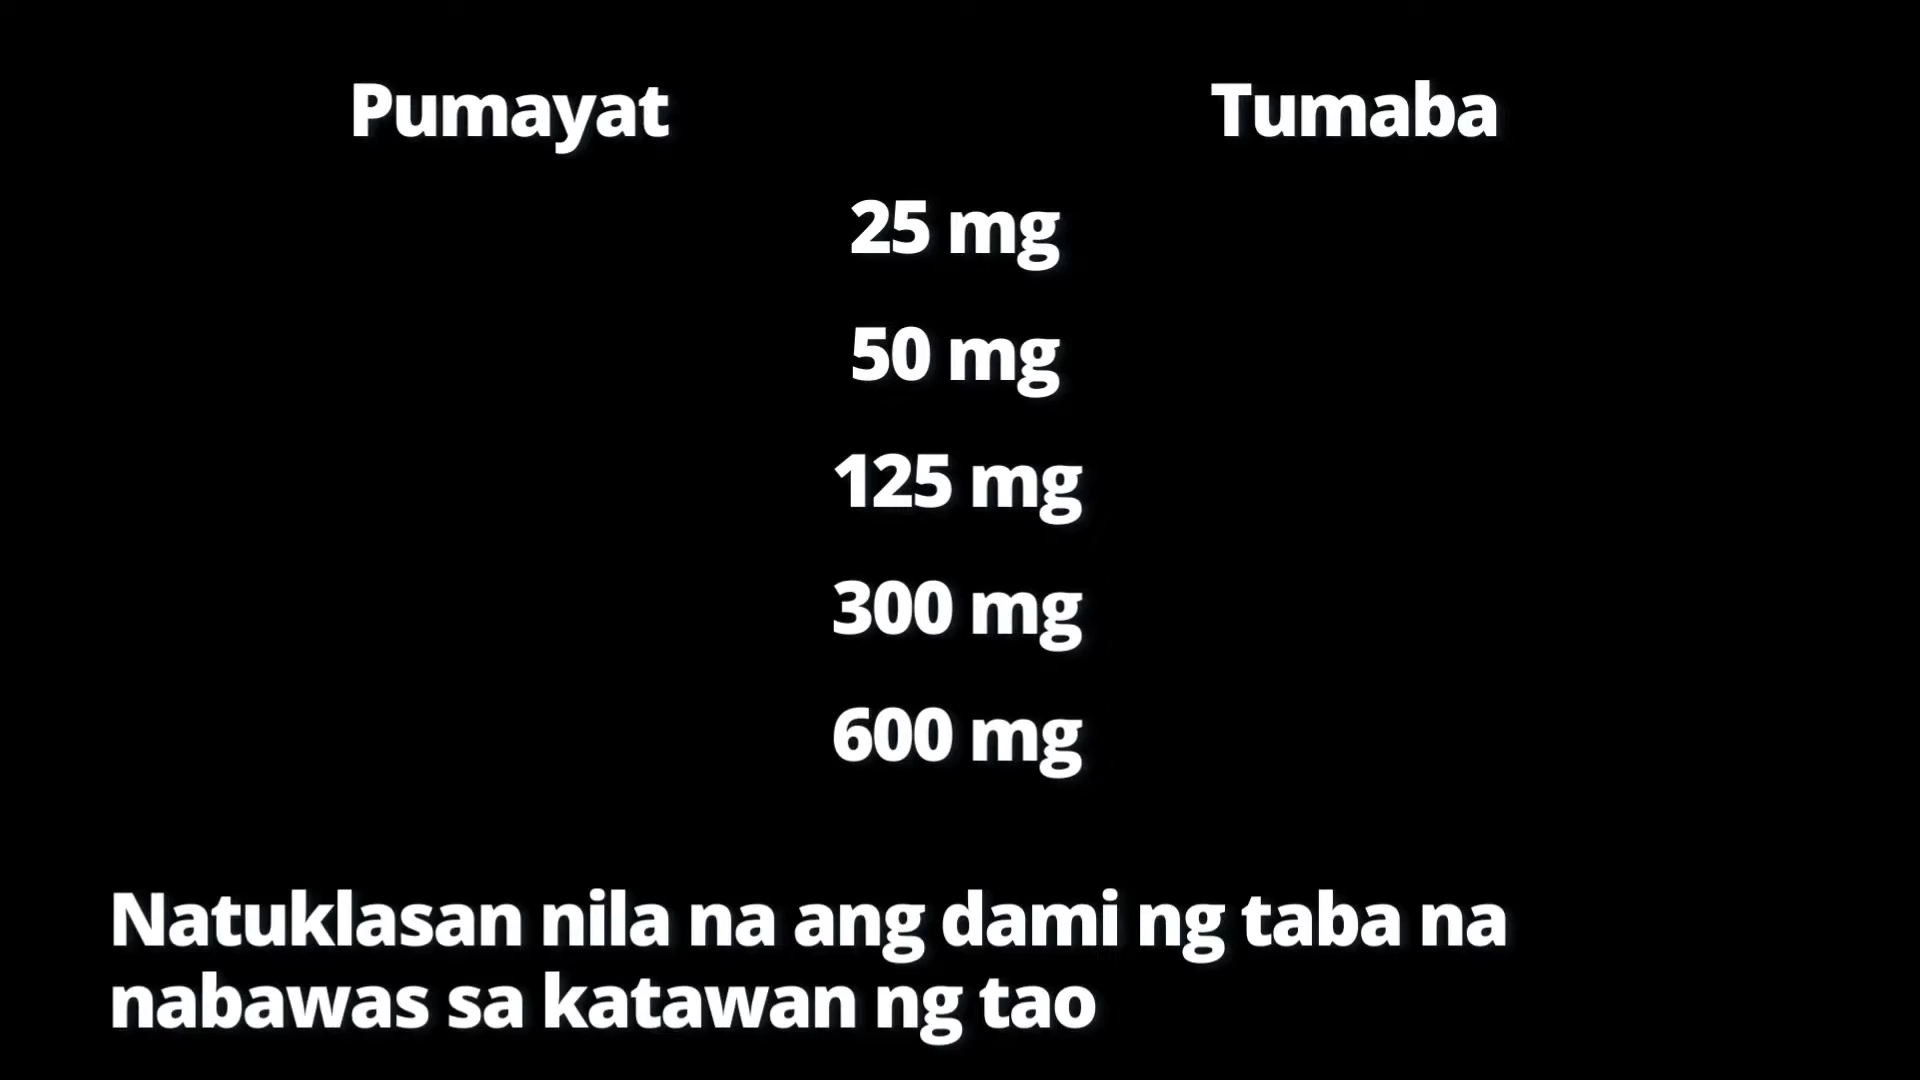 Pumayat Tumaba
25 mg
50 mg
125 mg
300 mg
600 mg
Natuklasan nila na ang dami ng taba na
nabawas sa katawan ng tao